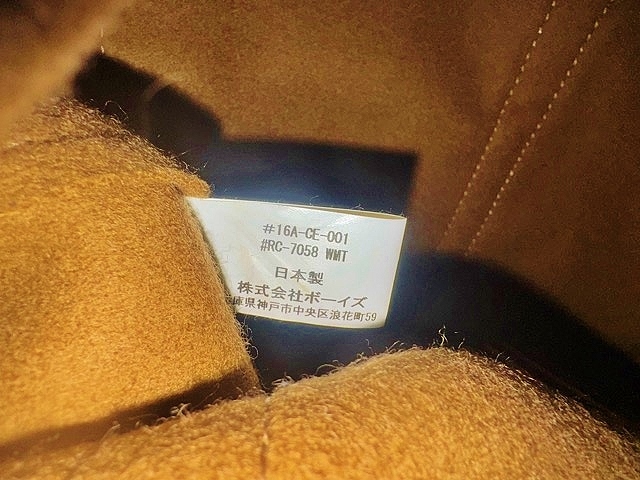 #16A-CE-001
#RC-7058 WMT
日本製
株式会社ボーイズ
庫県神戸市中央区浪花町59